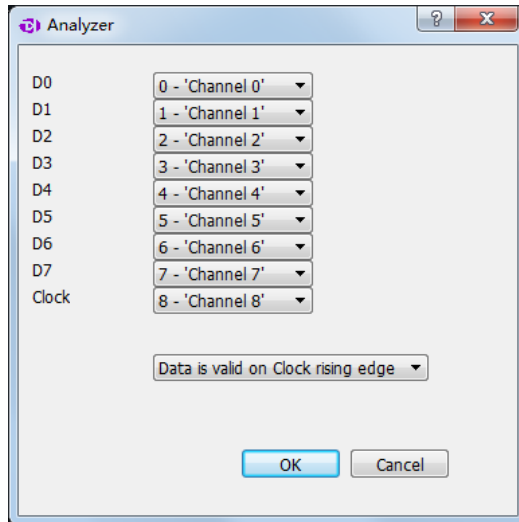 Analyzer
D0 0 - 'Channel 0'
D1 1 - 'Channel 1'
D2 2 - 'Channel 2'
D3 3 - 'Channel 3'
D4 4 - 'Channel 4'
D5 5 - 'Channel 5'
D6 6 - 'Channel 6'
D7 7 - 'Channel 7'
Clock 8 - 'Channel 8'
Data is valid on Clock rising edge
OK Cancel